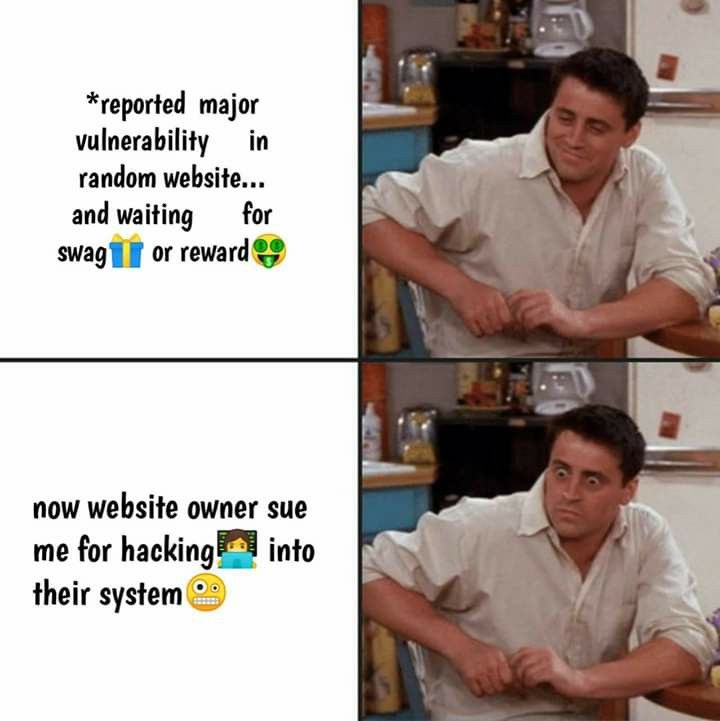 *reported major
vulnerability in
random website...
and waiting for
swag🎁 or reward🤑
now website owner sue
me for hacking🧑‍💻 into
their system😬